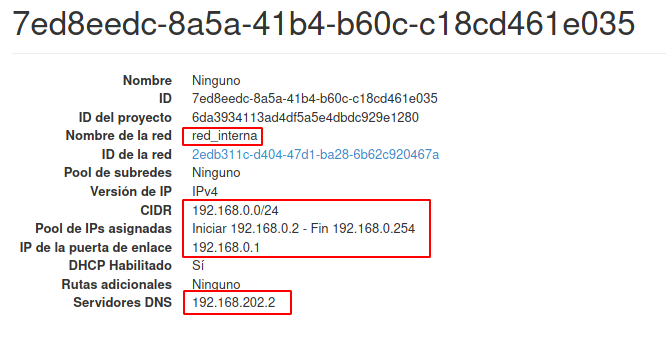 7ed8eedc-8a5a-41b4-b60c-c18cd461e035
Nombre Ninguno
ID 7ed8eedc-8a5a-41b4-b60c-c18cd461e035
ID del proyecto 6da3934113ad4df5a5e4dbdc929e1280
Nombre de la red red_interna
ID de la red 2edb311c-d404-47d1-ba28-6b62c920467a
Pool de subredes Ninguno
Versión de IP IPv4
CIDR 192.168.0.0/24
Pool de IPs asignadas Iniciar 192.168.0.2 - Fin 192.168.0.254
IP de la puerta de enlace 192.168.0.1
DHCP Habilitado Sí
Rutas adicionales Ninguno
Servidores DNS 192.168.202.2